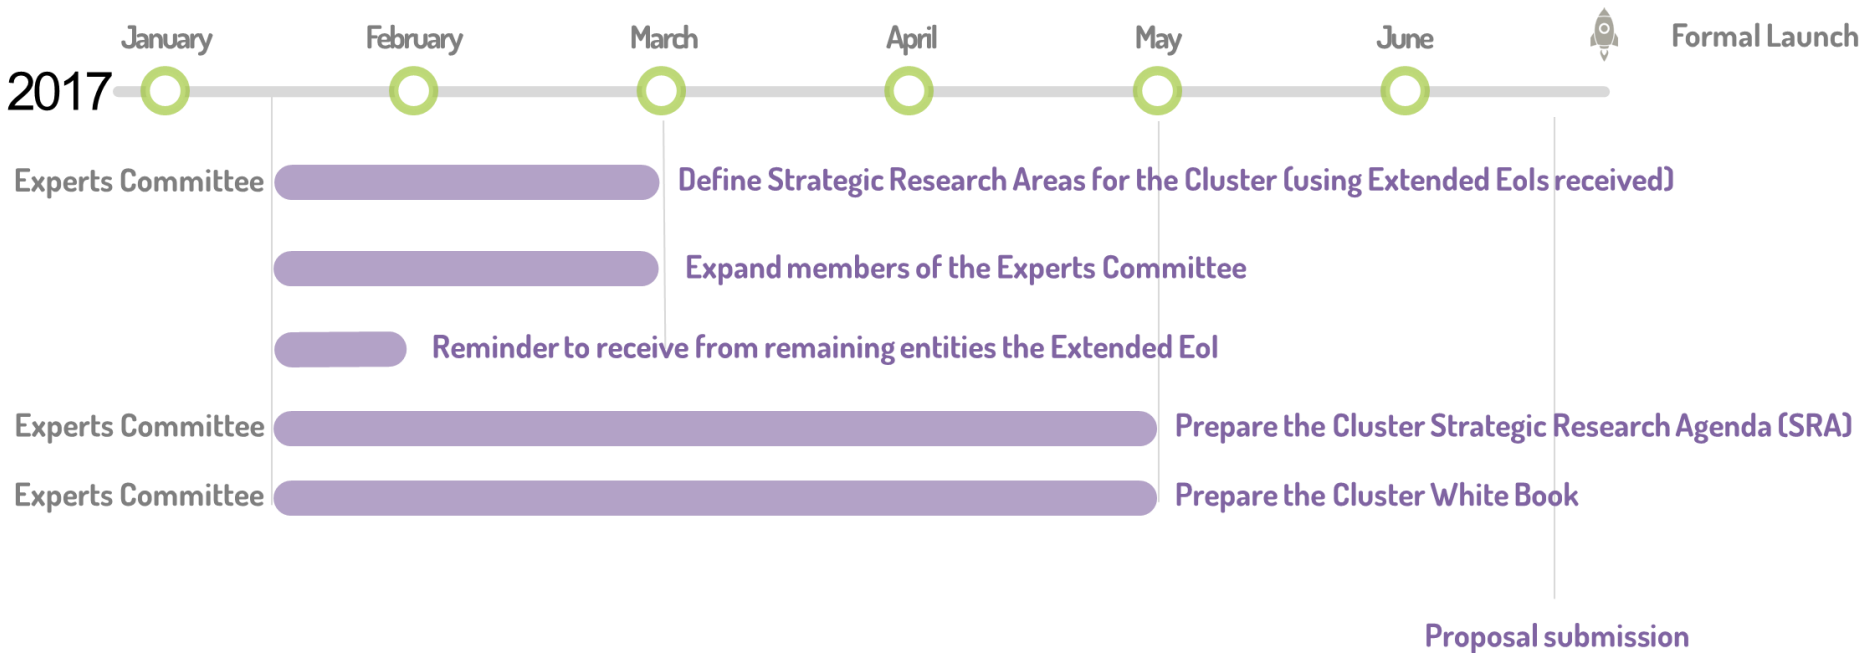 January February March April May June Formal Launch
2017
Experts Committee Define Strategic Research Areas for the Cluster (using Extended EoIs received)
Expand members of the Experts Committee
Reminder to receive from remaining entities the Extended EoI
Experts Committee Prepare the Cluster Strategic Research Agenda (SRA)
Experts Committee Prepare the Cluster White Book
Proposal submission